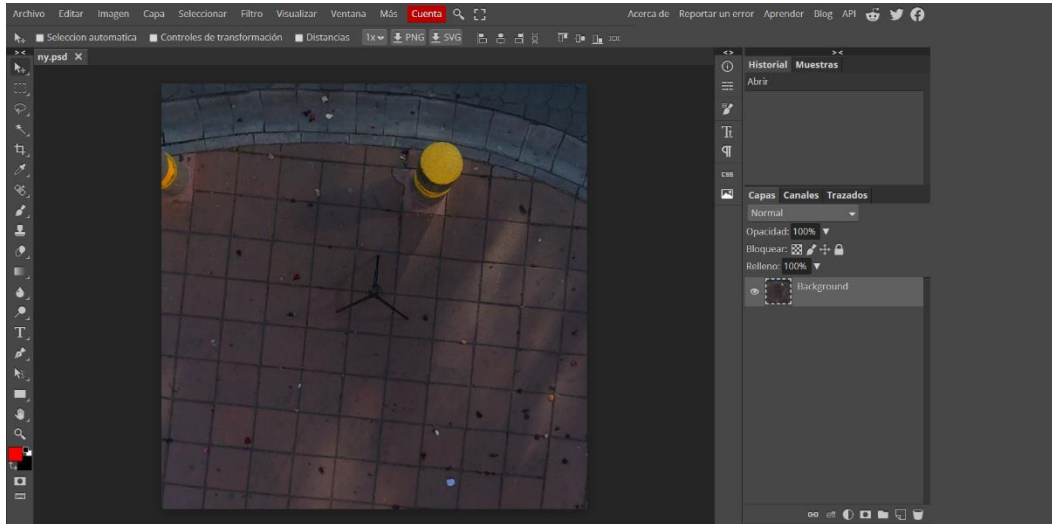 Archivo Editar Imagen Capa Seleccionar Filtro Visualizar Ventana Más Cuenta Acerca de Reportar un error Aprender Blog API
Seleccion automatica Controles de transformación Distancias 1x PNG SVG
ny.psd
Historial Muestras
Abrir
CSS
Capas Canales Trazados
Normal
Opacidad: 100%
Bloquear:
Relleno: 100%
Background
eff